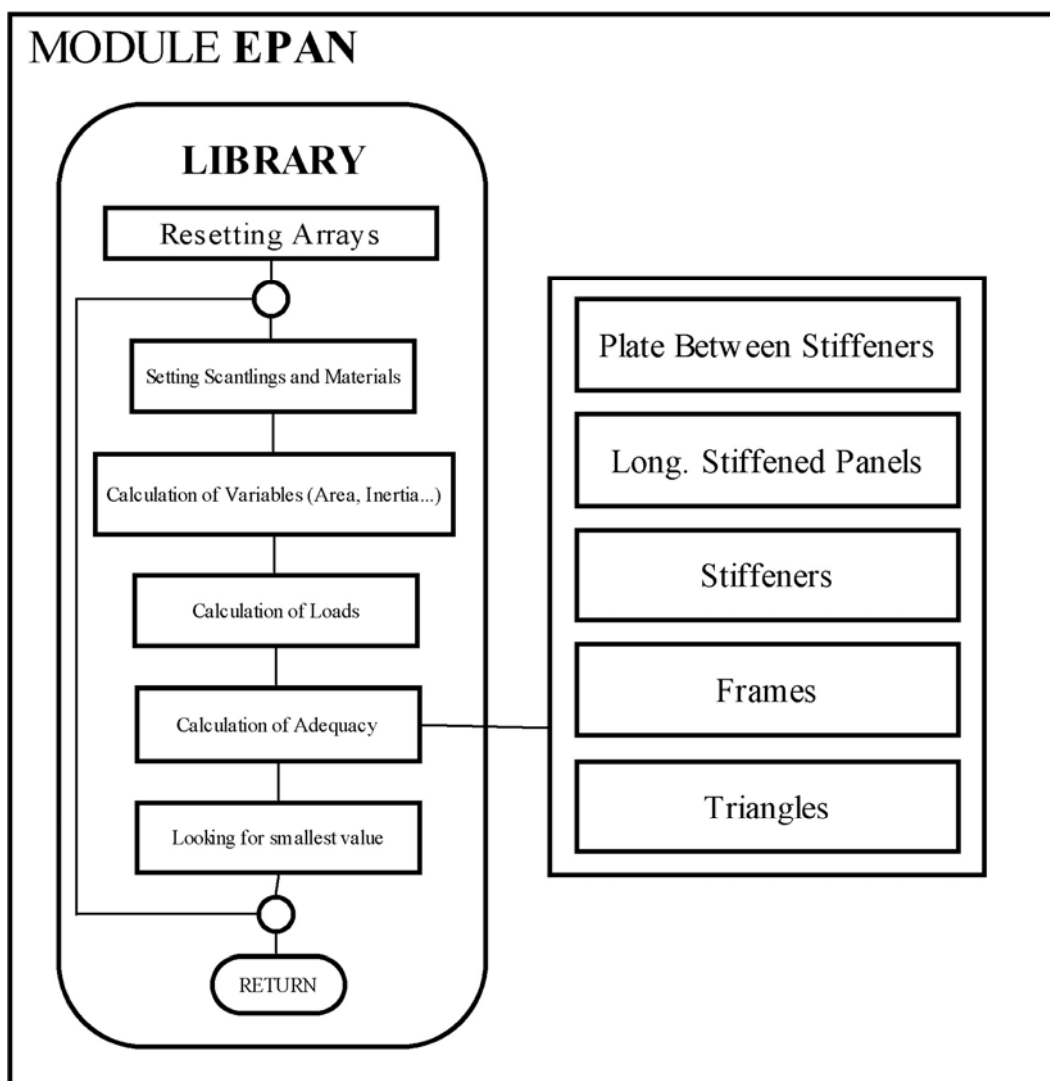 MODULE EPAN
LIBRARY
Resetting Arrays
Setting Scantlings and Materials
Calculation of Variables (Area, Inertia...)
Calculation of Loads
Calculation of Adequacy
Looking for smallest value
RETURN
Plate Between Stiffeners
Long. Stiffened Panels
Stiffeners
Frames
Triangles